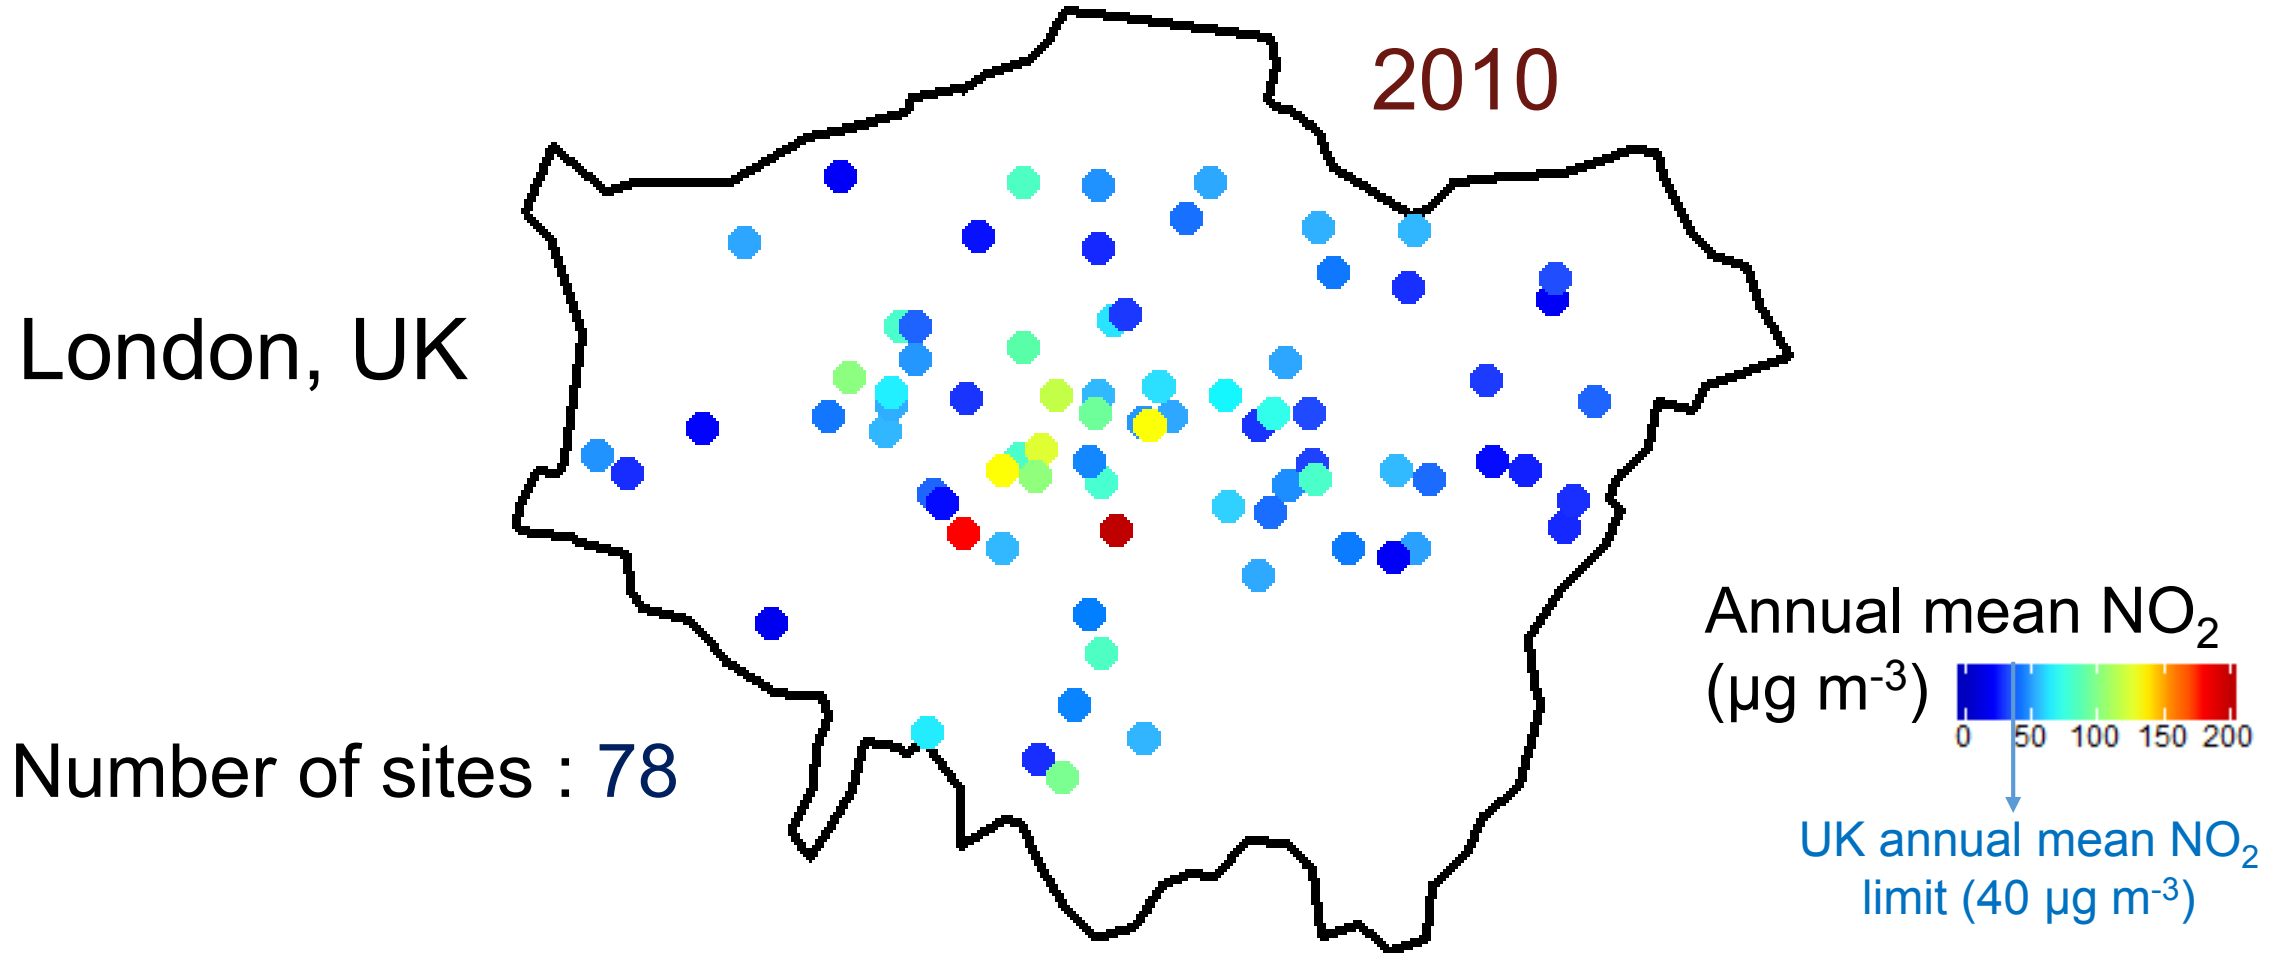 2010
London, UK
Number of sites : 78
Annual mean NO₂
(µg m⁻³)
0 50 100 150 200
UK annual mean NO₂
limit (40 µg m⁻³)